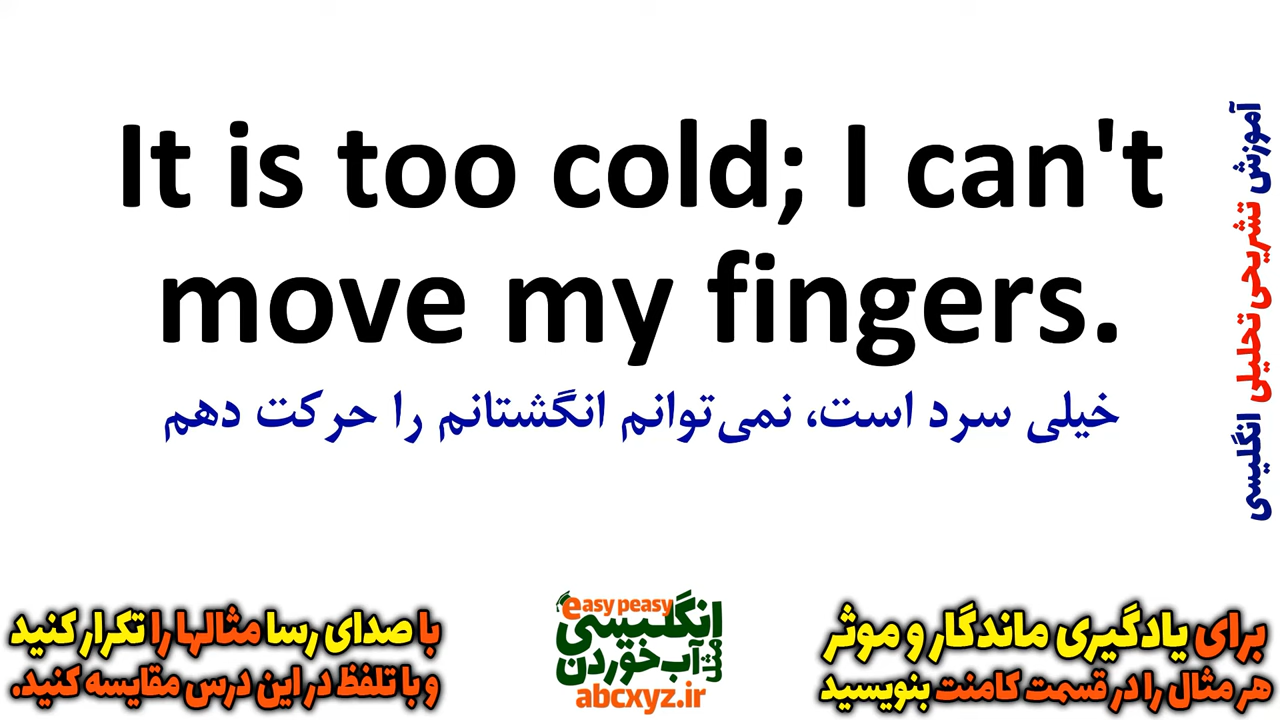 It is too cold; I can't
move my fingers.
خیلی سرد است، نمی‌توانم انگشتانم را حرکت دهم
آموزش تشریحی تحلیلی انگلیسی
برای یادگیری ماندگار و موثر
هر مثال را در قسمت کامنت بنویسید
easy peasy
انگلیسی
مثل آب خوردن
abcxyz.ir
با صدای رسا مثالها را تکرار کنید
و با تلفظ در این درس مقایسه کنید.